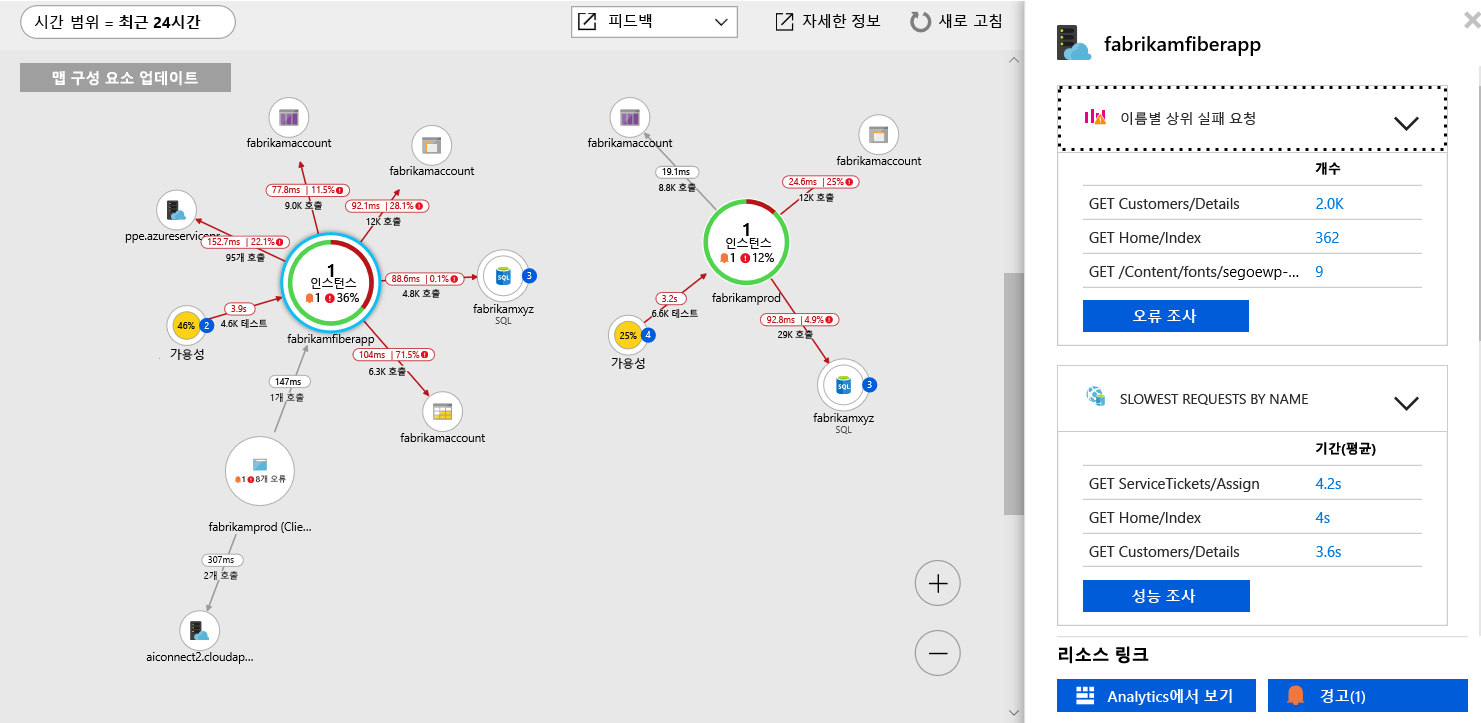 시간 범위 = 최근 24시간
피드백
자세한 정보
새로 고침
맵 구성 요소 업데이트
fabrikamaccount
fabrikamaccount
77.8ms | 11.5%
9.0K 호출
92.1ms | 28.1%
12K 호출
152.7ms | 22.1%
95개 호출
1
인스턴스
1 36%
fabrikamfiberapp
88.6ms | 0.1%
4.8K 호출
SQL
3
fabrikamxyz
SQL
46%
2
가용성
3.9s
4.6K 테스트
104ms | 71.5%
6.3K 호출
fabrikamaccount
147ms
1개 호출
1 8개 오류
fabrikamprod (Clie...
307ms
2개 호출
aiconnect2.cloudap...
fabrikamaccount
fabrikamaccount
19.1ms
8.8K 호출
24.6ms | 25%
12K 호출
1
인스턴스
1 12%
fabrikamprod
3.2s
6.6K 테스트
25%
4
가용성
92.8ms | 4.9%
29K 호출
SQL
3
fabrikamxyz
SQL
fabrikamfiberapp
이름별 상위 실패 요청
개수
GET Customers/Details 2.0K
GET Home/Index 362
GET /Content/fonts/segoewp-... 9
오류 조사
SLOWEST REQUESTS BY NAME
기간(평균)
GET ServiceTickets/Assign 4.2s
GET Home/Index 4s
GET Customers/Details 3.6s
성능 조사
리소스 링크
Analytics에서 보기
경고(1)